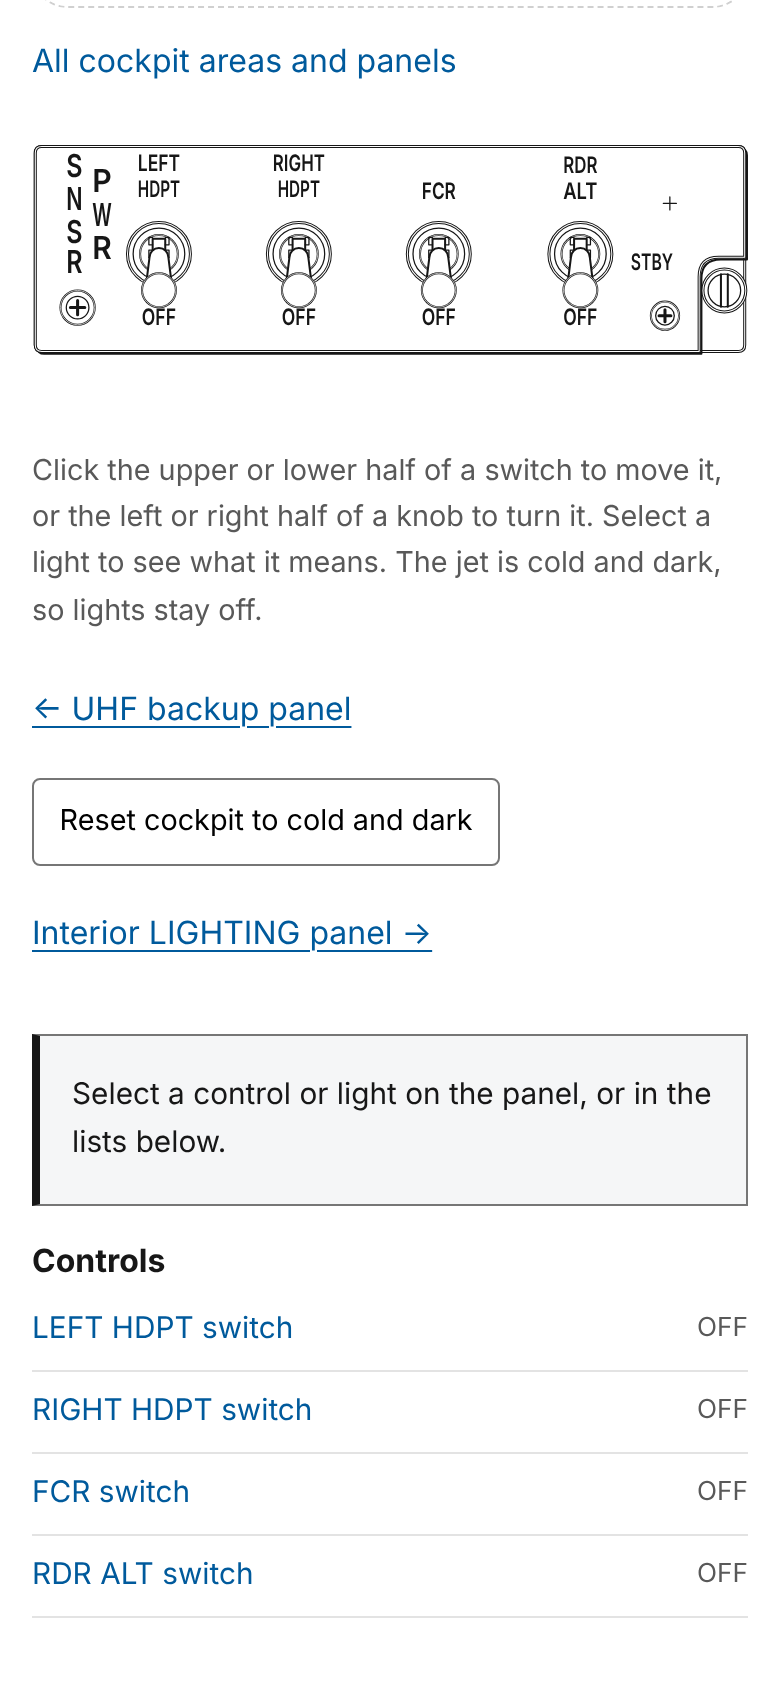 All cockpit areas and panels
SNSR PWR
LEFT HDPT
RIGHT HDPT
FCR
RDR ALT
STBY
OFF OFF OFF OFF
Click the upper or lower half of a switch to move it,
or the left or right half of a knob to turn it. Select a
light to see what it means. The jet is cold and dark,
so lights stay off.
← UHF backup panel
Reset cockpit to cold and dark
Interior LIGHTING panel →
Select a control or light on the panel, or in the
lists below.
Controls
LEFT HDPT switch OFF
RIGHT HDPT switch OFF
FCR switch OFF
RDR ALT switch OFF